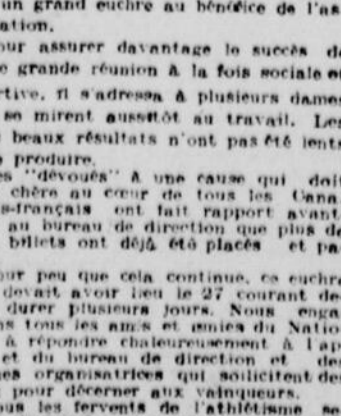 un grand euchre au bénéfice de l'as
ation.
our assurer davantage le succès de
e grande réunion à la fois sociale et
rtive, il s'adressa à plusieurs dames
se mirent aussitôt au travail. Les
beaux résultats n'ont pas été lents
produire.
es "dévoués" à une cause qui doit
chère au cœur de tous les Cana
s-français ont fait rapport avant
au bureau de direction que plus de
billets ont déjà été placés et pa
our peu que cela continue, ce euchre
devait avoir lieu le 27 courant de
durer plusieurs jours. Nous enga
ns tous les amis et amies du Natio
à répondre chaleureusement à l'ap
et du bureau de direction et des
es organisatrices qui sollicitent des
pour décerner aux vainqueurs.
ous les fervents de l'athlétisme se